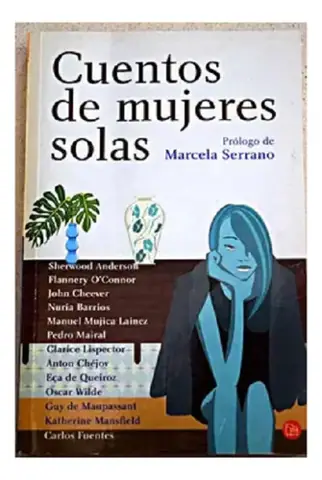 Cuentos
de mujeres
solas
Prólogo de
Marcela Serrano
Sherwood Anderson
Flannery O'Connor
John Cheever
Nuria Barrios
Manuel Mujica Lainez
Pedro Mairal
Clarice Lispector
Anton Chéjov
Eça de Queiroz
Oscar Wilde
Guy de Maupassant
Katherine Mansfield
Carlos Fuentes